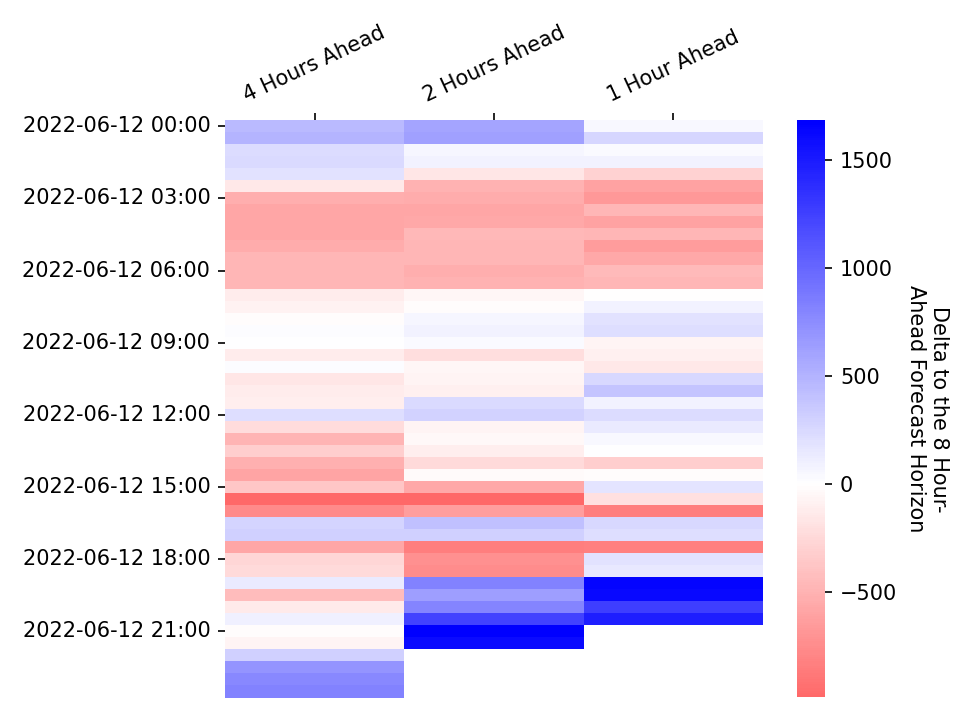 4 Hours Ahead
2 Hours Ahead
1 Hour Ahead
2022-06-12 00:00
2022-06-12 03:00
2022-06-12 06:00
2022-06-12 09:00
2022-06-12 12:00
2022-06-12 15:00
2022-06-12 18:00
2022-06-12 21:00
1500
1000
500
0
−500
Delta to the 8 Hour-
Ahead Forecast Horizon